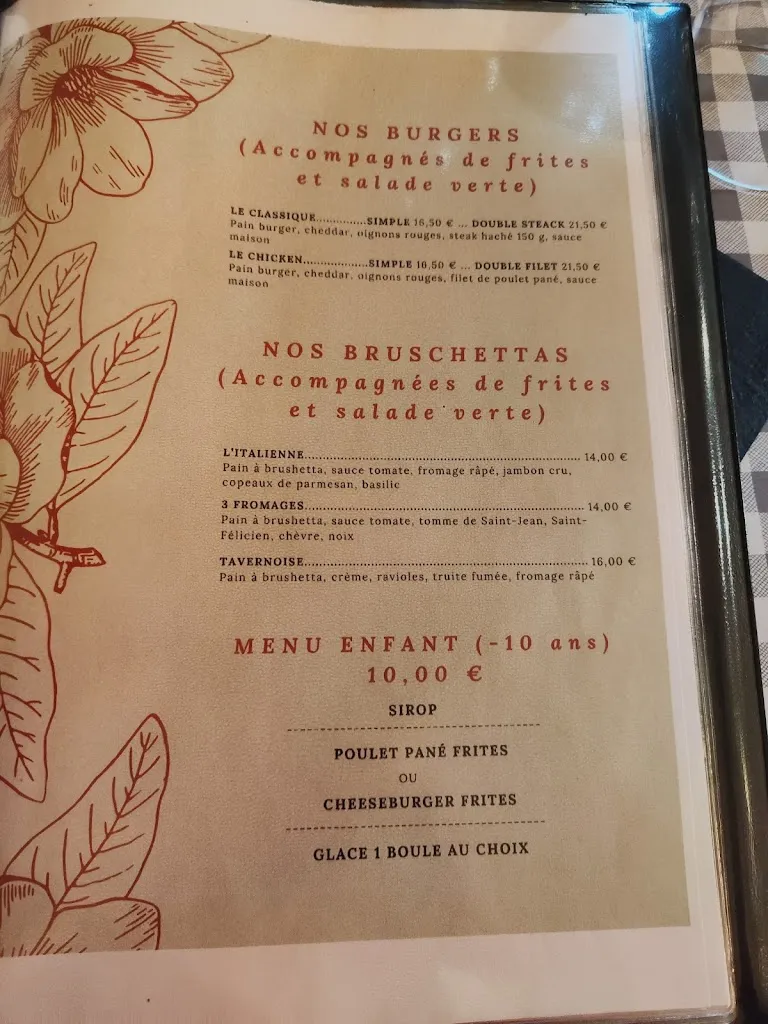 NOS BURGERS
(Accompagnés de frites
et salade verte)
LE CLASSIQUE..............SIMPLE 16,50 € ... DOUBLE STEACK 21,50 €
Pain burger, cheddar, oignons rouges, steak haché 150 g, sauce
maison
LE CHICKEN..................SIMPLE 16,50 € ... DOUBLE FILET 21,50 €
Pain burger, cheddar, oignons rouges, filet de poulet pané, sauce
maison
NOS BRUSCHETTAS
(Accompagnées de frites
et salade verte)
L'ITALIENNE.............................................................................. 14,00 €
Pain à brushetta, sauce tomate, fromage râpé, jambon cru,
copeaux de parmesan, basilic
3 FROMAGES.............................................................................. 14,00 €
Pain à brushetta, sauce tomate, tomme de Saint-Jean, Saint-
Félicien, chèvre, noix
TAVERNOISE.............................................................................. 16,00 €
Pain à brushetta, crème, ravioles, truite fumée, fromage râpé
MENU ENFANT (-10 ans)
10,00 €
SIROP
POULET PANÉ FRITES
OU
CHEESEBURGER FRITES
GLACE 1 BOULE AU CHOIX